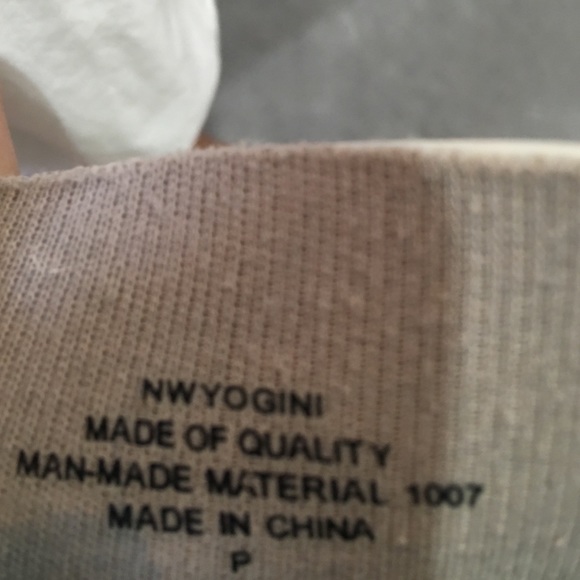 NWYOGINI
MADE OF QUALITY
MAN-MADE MATERIAL 1007
MADE IN CHINA
P